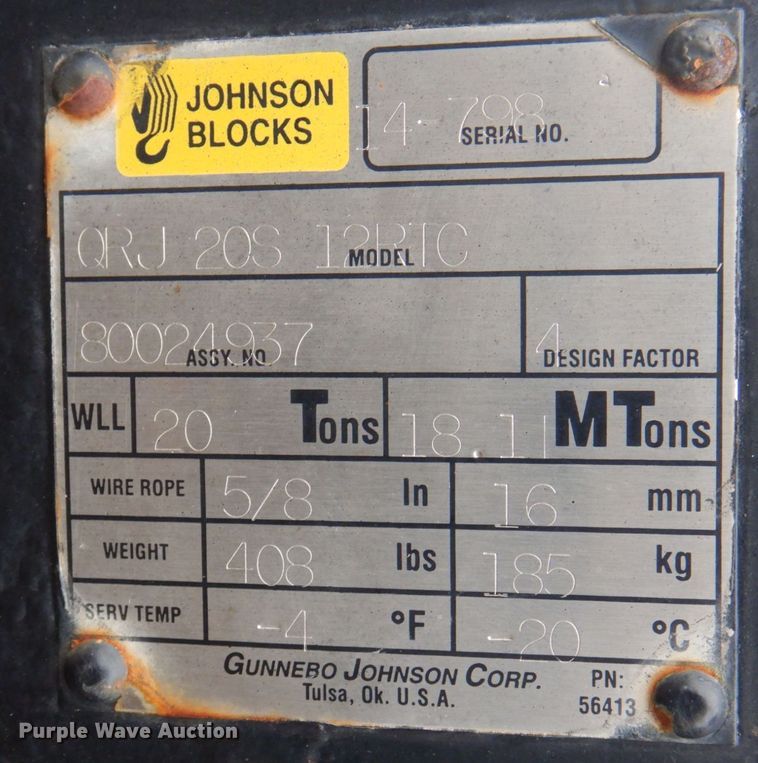 JOHNSON
BLOCKS
14-798
SERIAL NO.
QRJ 20S 12RTC
MODEL
80024937
ASSY. NO.
4
DESIGN FACTOR
WLL 20 Tons 18.11 MTons
WIRE ROPE 5/8 In 16 mm
WEIGHT 408 lbs 185 kg
SERV TEMP -4 °F -20 °C
GUNNEBO JOHNSON CORP.
Tulsa, Ok. U.S.A.
PN:
56413
Purple Wave Auction